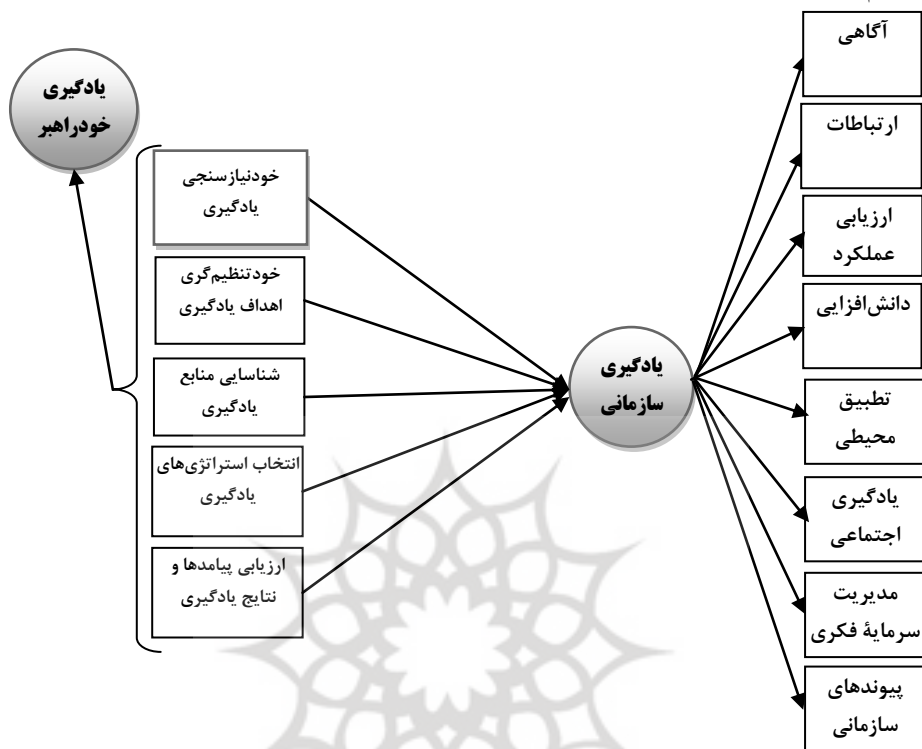 یادگیری
خودراهبر
خودنیازسنجی
یادگیری
خودتنظیم‌گری
اهداف یادگیری
شناسایی منابع
یادگیری
انتخاب استراتژی‌های
یادگیری
ارزیابی پیامدها و
نتایج یادگیری
یادگیری
سازمانی
آگاهی
ارتباطات
ارزیابی
عملکرد
دانش‌افزایی
تطبیق
محیطی
یادگیری
اجتماعی
مدیریت
سرمایهٔ فکری
پیوندهای
سازمانی